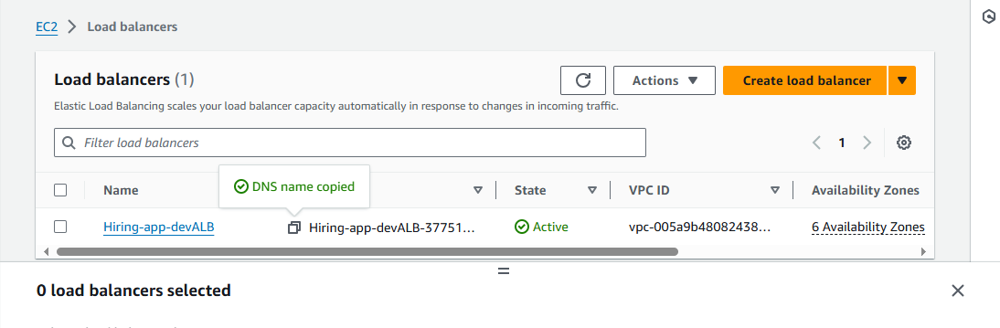 EC2 > Load balancers
Load balancers (1)
Actions
Create load balancer
Elastic Load Balancing scales your load balancer capacity automatically in response to changes in incoming traffic.
Filter load balancers
1
DNS name copied
Name
State
VPC ID
Availability Zones
Hiring-app-devALB
Hiring-app-devALB-37751...
Active
vpc-005a9b48082438...
6 Availability Zones
0 load balancers selected